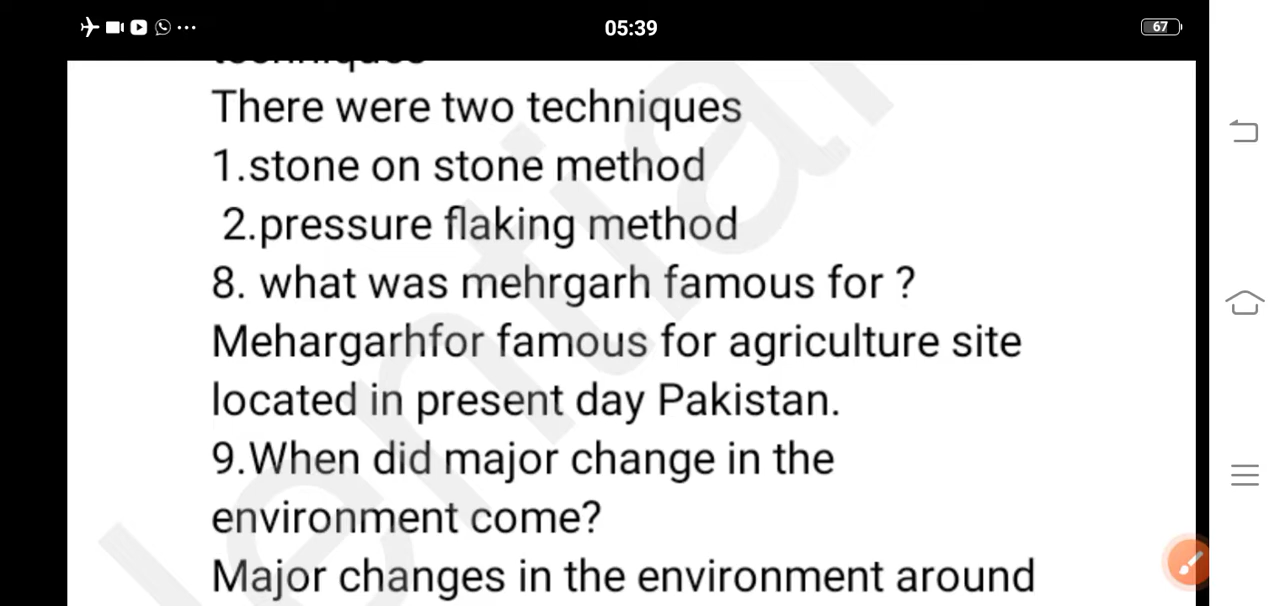 05:39
67
techniques
There were two techniques
1.stone on stone method
2.pressure flaking method
8. what was mehrgarh famous for ?
Mehargarhfor famous for agriculture site
located in present day Pakistan.
9.When did major change in the
environment come?
Major changes in the environment around